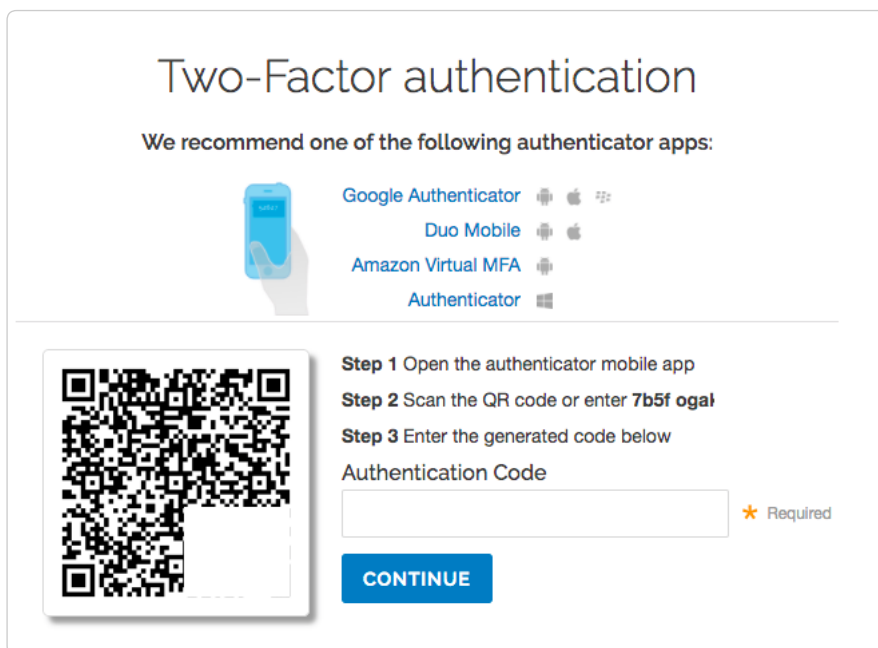 Two-Factor authentication
We recommend one of the following authenticator apps:
Google Authenticator
Duo Mobile
Amazon Virtual MFA
Authenticator
Step 1 Open the authenticator mobile app
Step 2 Scan the QR code or enter 7b5f
Step 3 Enter the generated code below
Authentication Code
* Required
CONTINUE